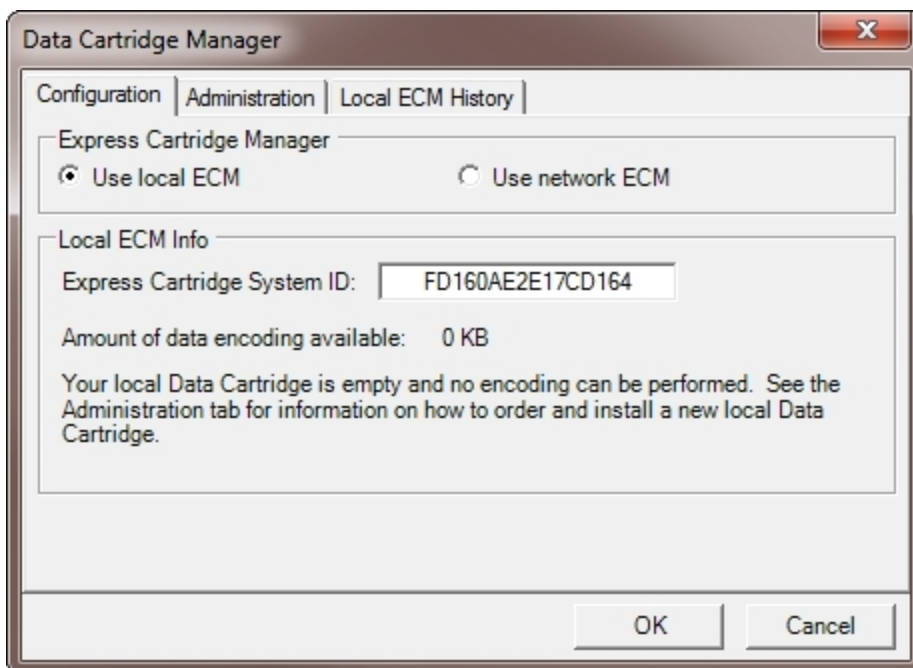 Data Cartridge Manager
Configuration Administration Local ECM History
Express Cartridge Manager
Use local ECM Use network ECM
Local ECM Info
Express Cartridge System ID: FD160AE2E17CD164
Amount of data encoding available: 0 KB
Your local Data Cartridge is empty and no encoding can be performed. See the
Administration tab for information on how to order and install a new local Data
Cartridge.
OK Cancel